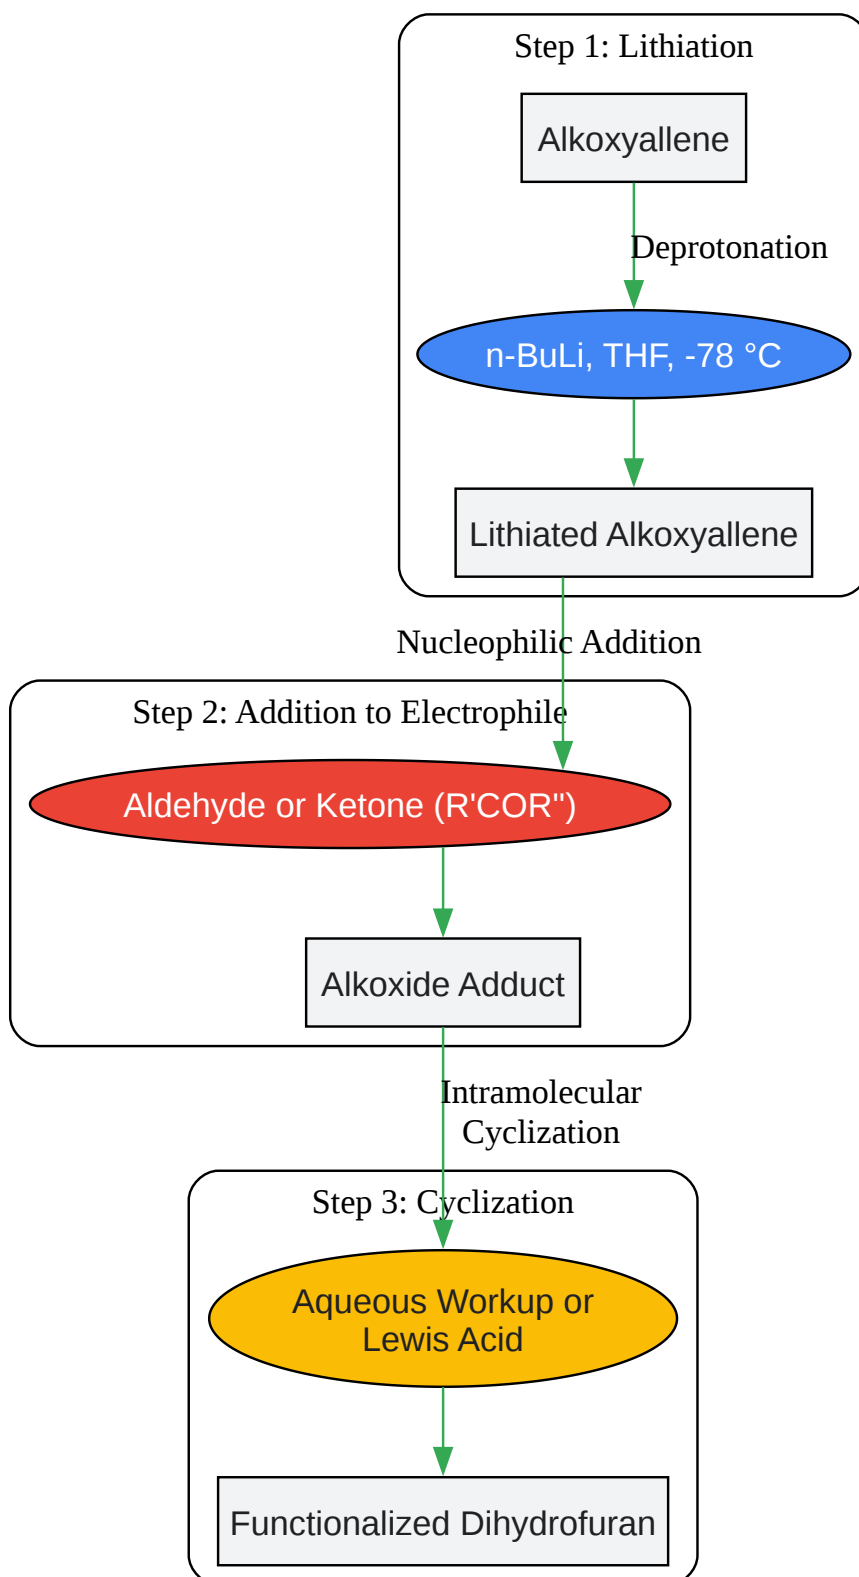 Step 1: Lithiation
Alkoxyallene
Deprotonation
n-BuLi, THF, -78 °C
Lithiated Alkoxyallene
Nucleophilic Addition
Step 2: Addition to Electrophile
Aldehyde or Ketone (R'COR'')
Alkoxide Adduct
Intramolecular
Cyclization
Step 3: Cyclization
Aqueous Workup or
Lewis Acid
Functionalized Dihydrofuran